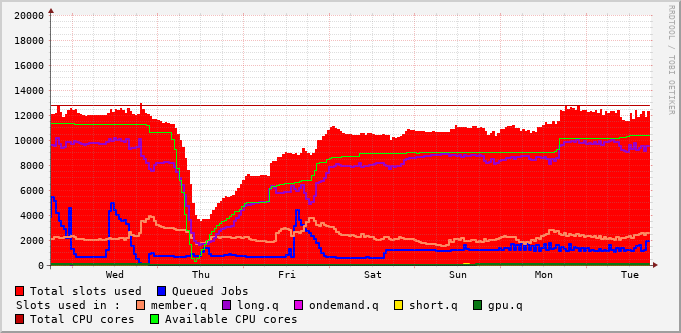 RRDTOOL / TOBI OETIKER
20000
18000
16000
14000
12000
10000
8000
6000
4000
2000
0
Wed Thu Fri Sat Sun Mon Tue
Total slots used Queued Jobs
Slots used in : member.q long.q ondemand.q short.q gpu.q
Total CPU cores Available CPU cores